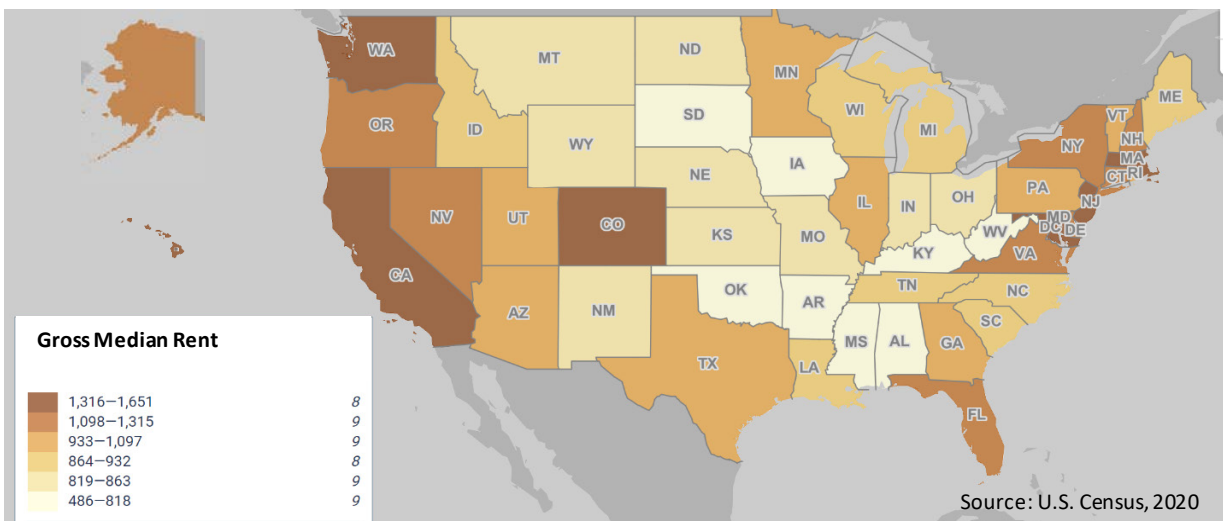 WA
MT
ND
MN
OR
ID
SD
WI
MI
VT
ME
WY
NY
NH
MA
CT
RI
IA
NE
PA
NV
UT
CO
IL
IN
OH
NJ
KS
MO
WV
MD
DC
DE
CA
KY
VA
AZ
NM
OK
AR
TN
NC
SC
TX
MS
AL
GA
LA
FL
Gross Median Rent
1,316—1,651 8
1,098—1,315 9
933—1,097 9
864—932 8
819—863 9
486—818 9
Source: U.S. Census, 2020